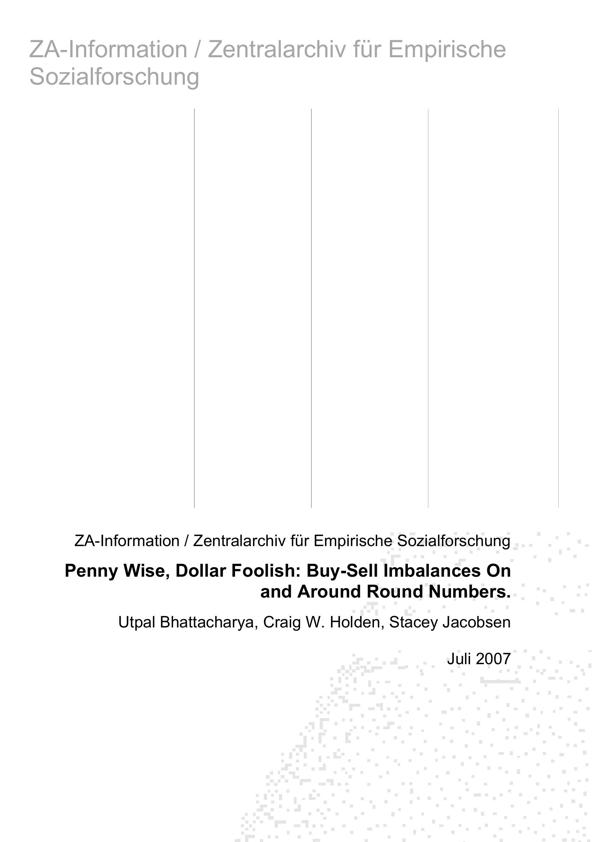 ZA-Information / Zentralarchiv für Empirische
Sozialforschung
ZA-Information / Zentralarchiv für Empirische Sozialforschung
Penny Wise, Dollar Foolish: Buy-Sell Imbalances On
and Around Round Numbers.
Utpal Bhattacharya, Craig W. Holden, Stacey Jacobsen
Juli 2007